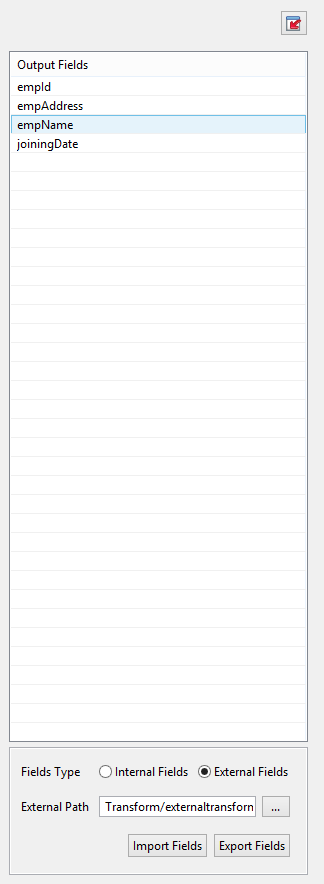 Output Fields
empId
empAddress
empName
joiningDate
Fields Type Internal Fields External Fields
External Path Transform/externaltransforn ...
Import Fields Export Fields